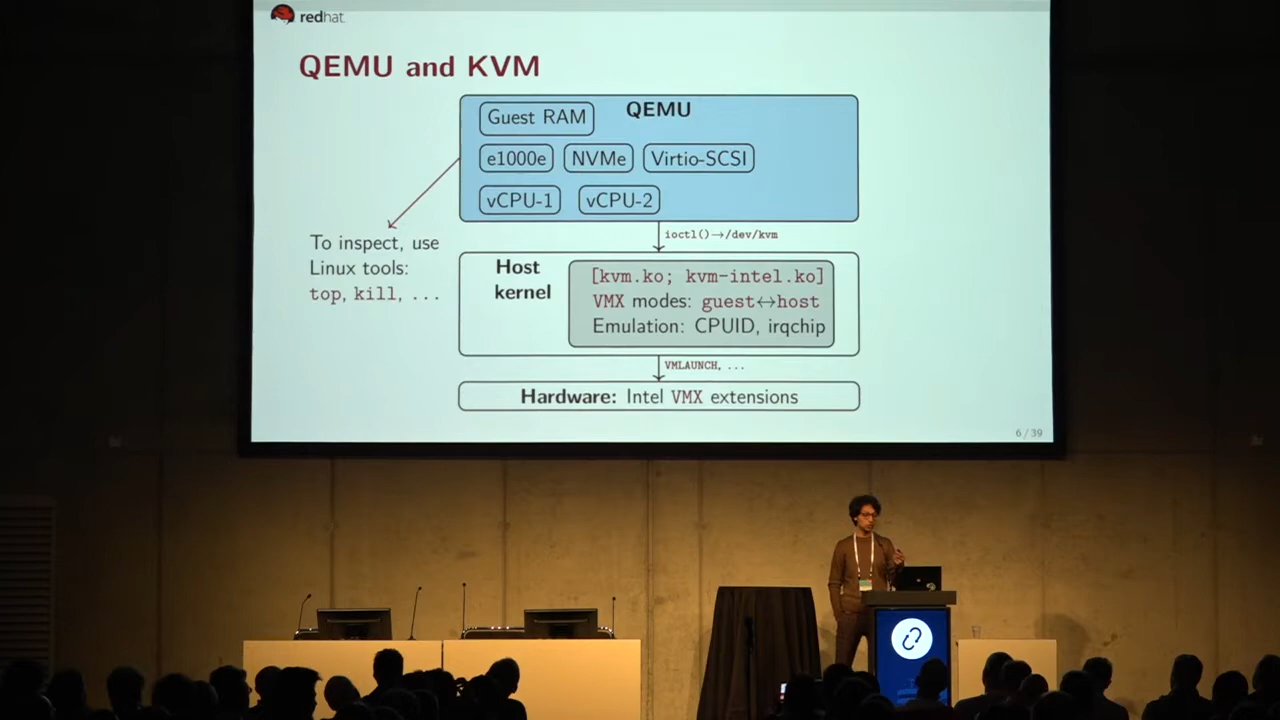 redhat.
QEMU and KVM
QEMU
Guest RAM
e1000e NVMe Virtio-SCSI
vCPU-1 vCPU-2
ioctl()→/dev/kvm
To inspect, use
Linux tools:
top, kill, ...
Host
kernel
[kvm.ko; kvm-intel.ko]
VMX modes: guest↔host
Emulation: CPUID, irqchip
VMLAUNCH, ...
Hardware: Intel VMX extensions
6 / 39